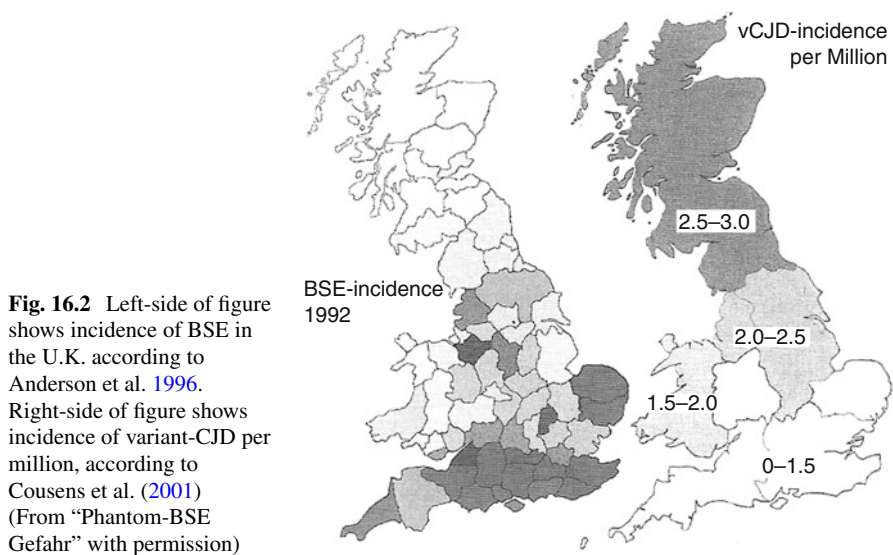 vCJD-incidence
per Million
2.5–3.0
BSE-incidence
1992
2.0–2.5
1.5–2.0
0–1.5
Fig. 16.2 Left-side of figure
shows incidence of BSE in
the U.K. according to
Anderson et al. 1996.
Right-side of figure shows
incidence of variant-CJD per
million, according to
Cousens et al. (2001)
(From “Phantom-BSE
Gefahr” with permission)